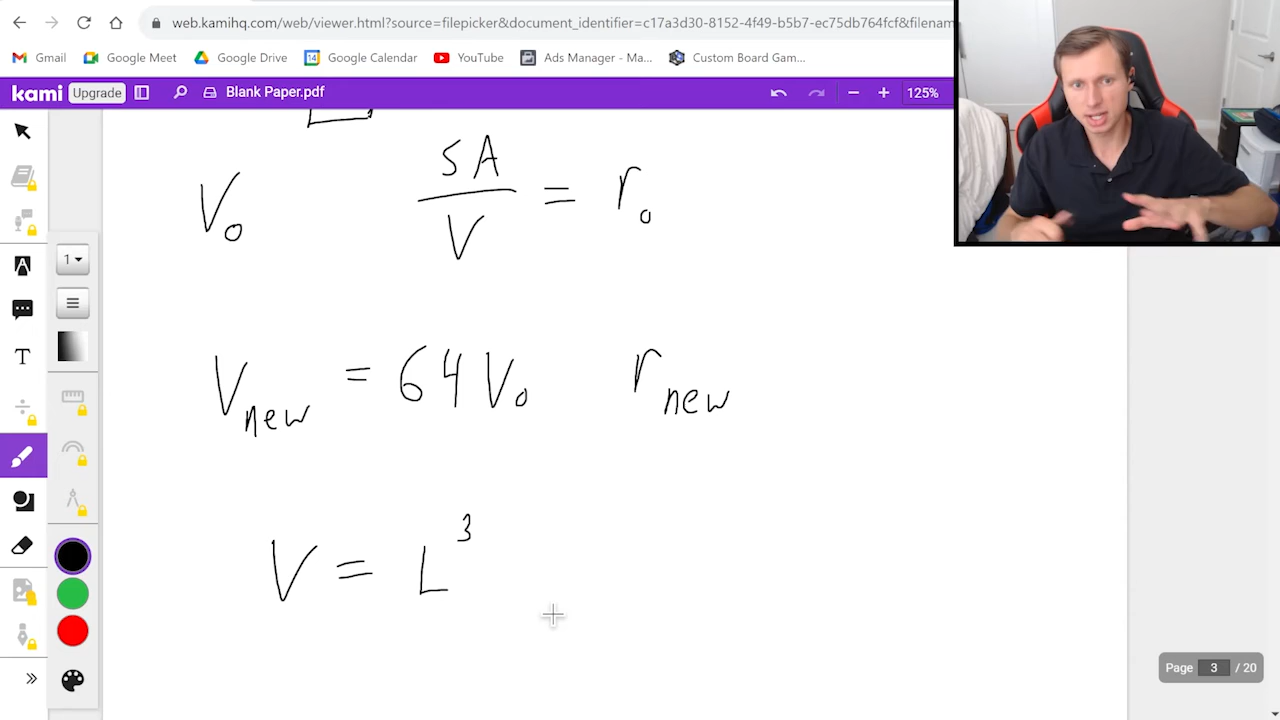 web.kamihq.com/web/viewer.html?source=filepicker&document_identifier=c17a3d30-8152-4f49-b5b7-ec75db764fcf&filenam
Gmail Google Meet Google Drive 14 Google Calendar YouTube Ads Manager - Ma... Custom Board Gam...
kami Upgrade Blank Paper.pdf 125%
SA
V₀ — = r₀
V
1
V_new = 64 V₀ r_new
T
V = L³
Page 3 / 20